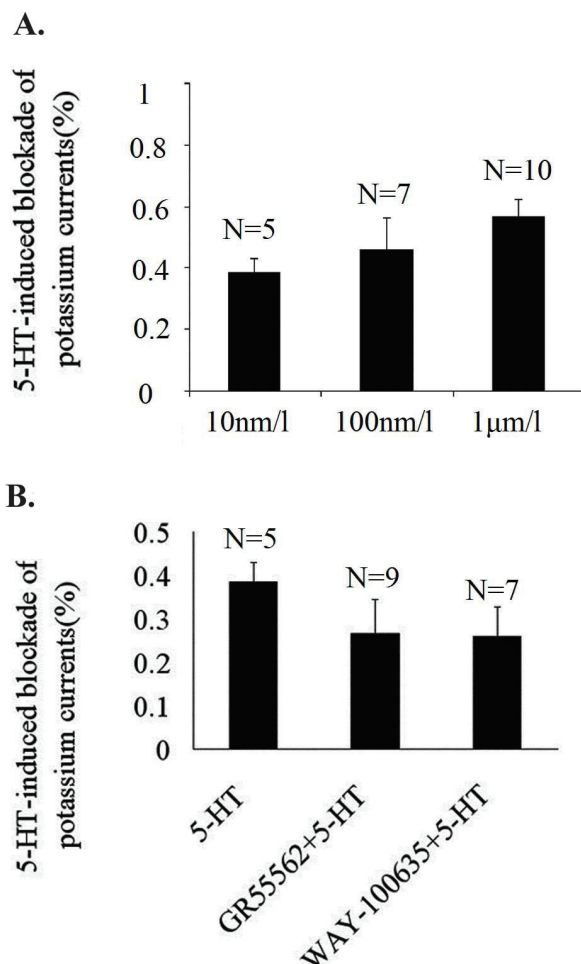 A.
5-HT-induced blockade of
potassium currents(%)
1
0.8
0.6
0.4
0.2
0
N=5
N=7
N=10
10nm/l
100nm/l
1μm/l
B.
5-HT-induced blockade of
potassium currents(%)
0.5
0.4
0.3
0.2
0.1
0
N=5
N=9
N=7
5-HT
GR55562+5-HT
WAY-100635+5-HT